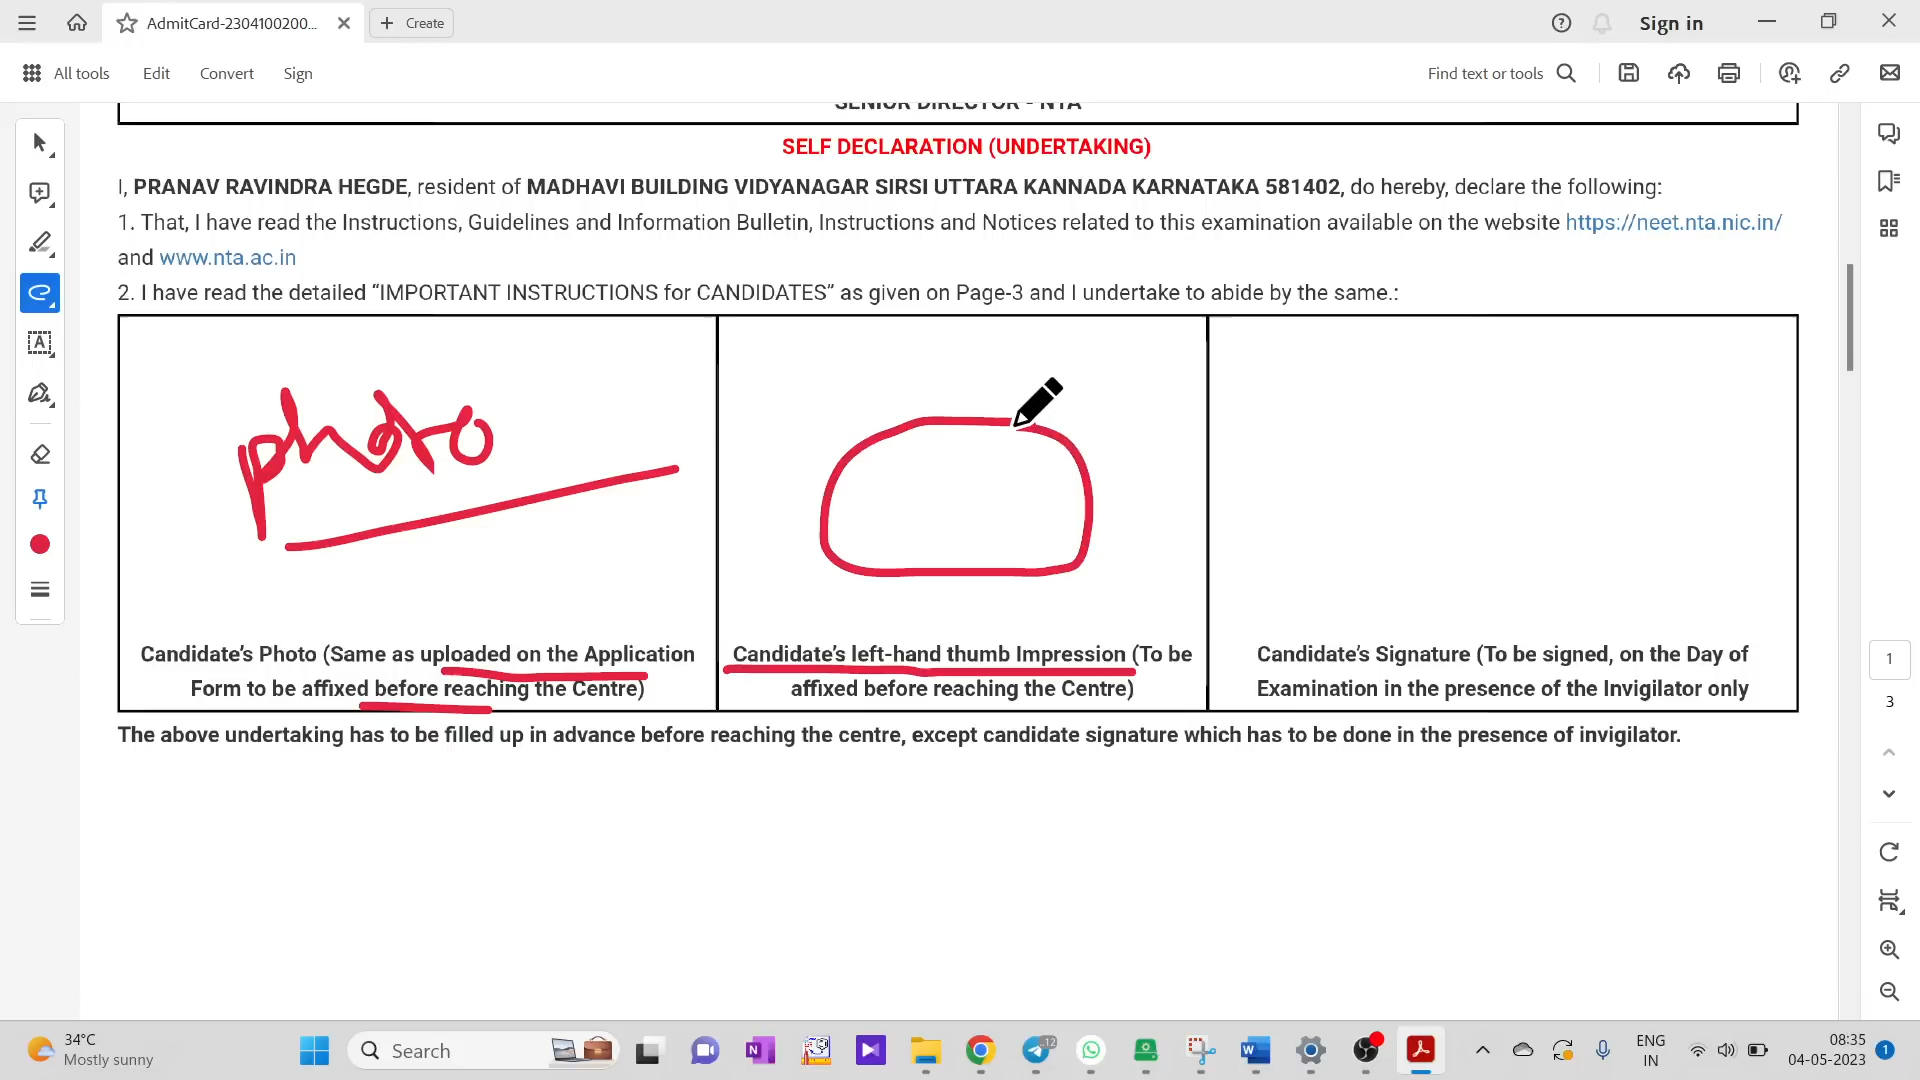 AdmitCard-2304100200...
Create
Sign in
All tools
Edit
Convert
Sign
Find text or tools
SENIOR DIRECTOR - NTA
SELF DECLARATION (UNDERTAKING)
I, PRANAV RAVINDRA HEGDE, resident of MADHAVI BUILDING VIDYANAGAR SIRSI UTTARA KANNADA KARNATAKA 581402, do hereby, declare the following:
1. That, I have read the Instructions, Guidelines and Information Bulletin, Instructions and Notices related to this examination available on the website https://neet.nta.nic.in/
and www.nta.ac.in
2. I have read the detailed “IMPORTANT INSTRUCTIONS for CANDIDATES” as given on Page-3 and I undertake to abide by the same.:
photo
Candidate’s Photo (Same as uploaded on the Application
Form to be affixed before reaching the Centre)
Candidate’s left-hand thumb Impression (To be
affixed before reaching the Centre)
Candidate’s Signature (To be signed, on the Day of
Examination in the presence of the Invigilator only
The above undertaking has to be filled up in advance before reaching the centre, except candidate signature which has to be done in the presence of invigilator.
1
3
34°C
Mostly sunny
Search
12
ENG
IN
08:35
04-05-2023
1